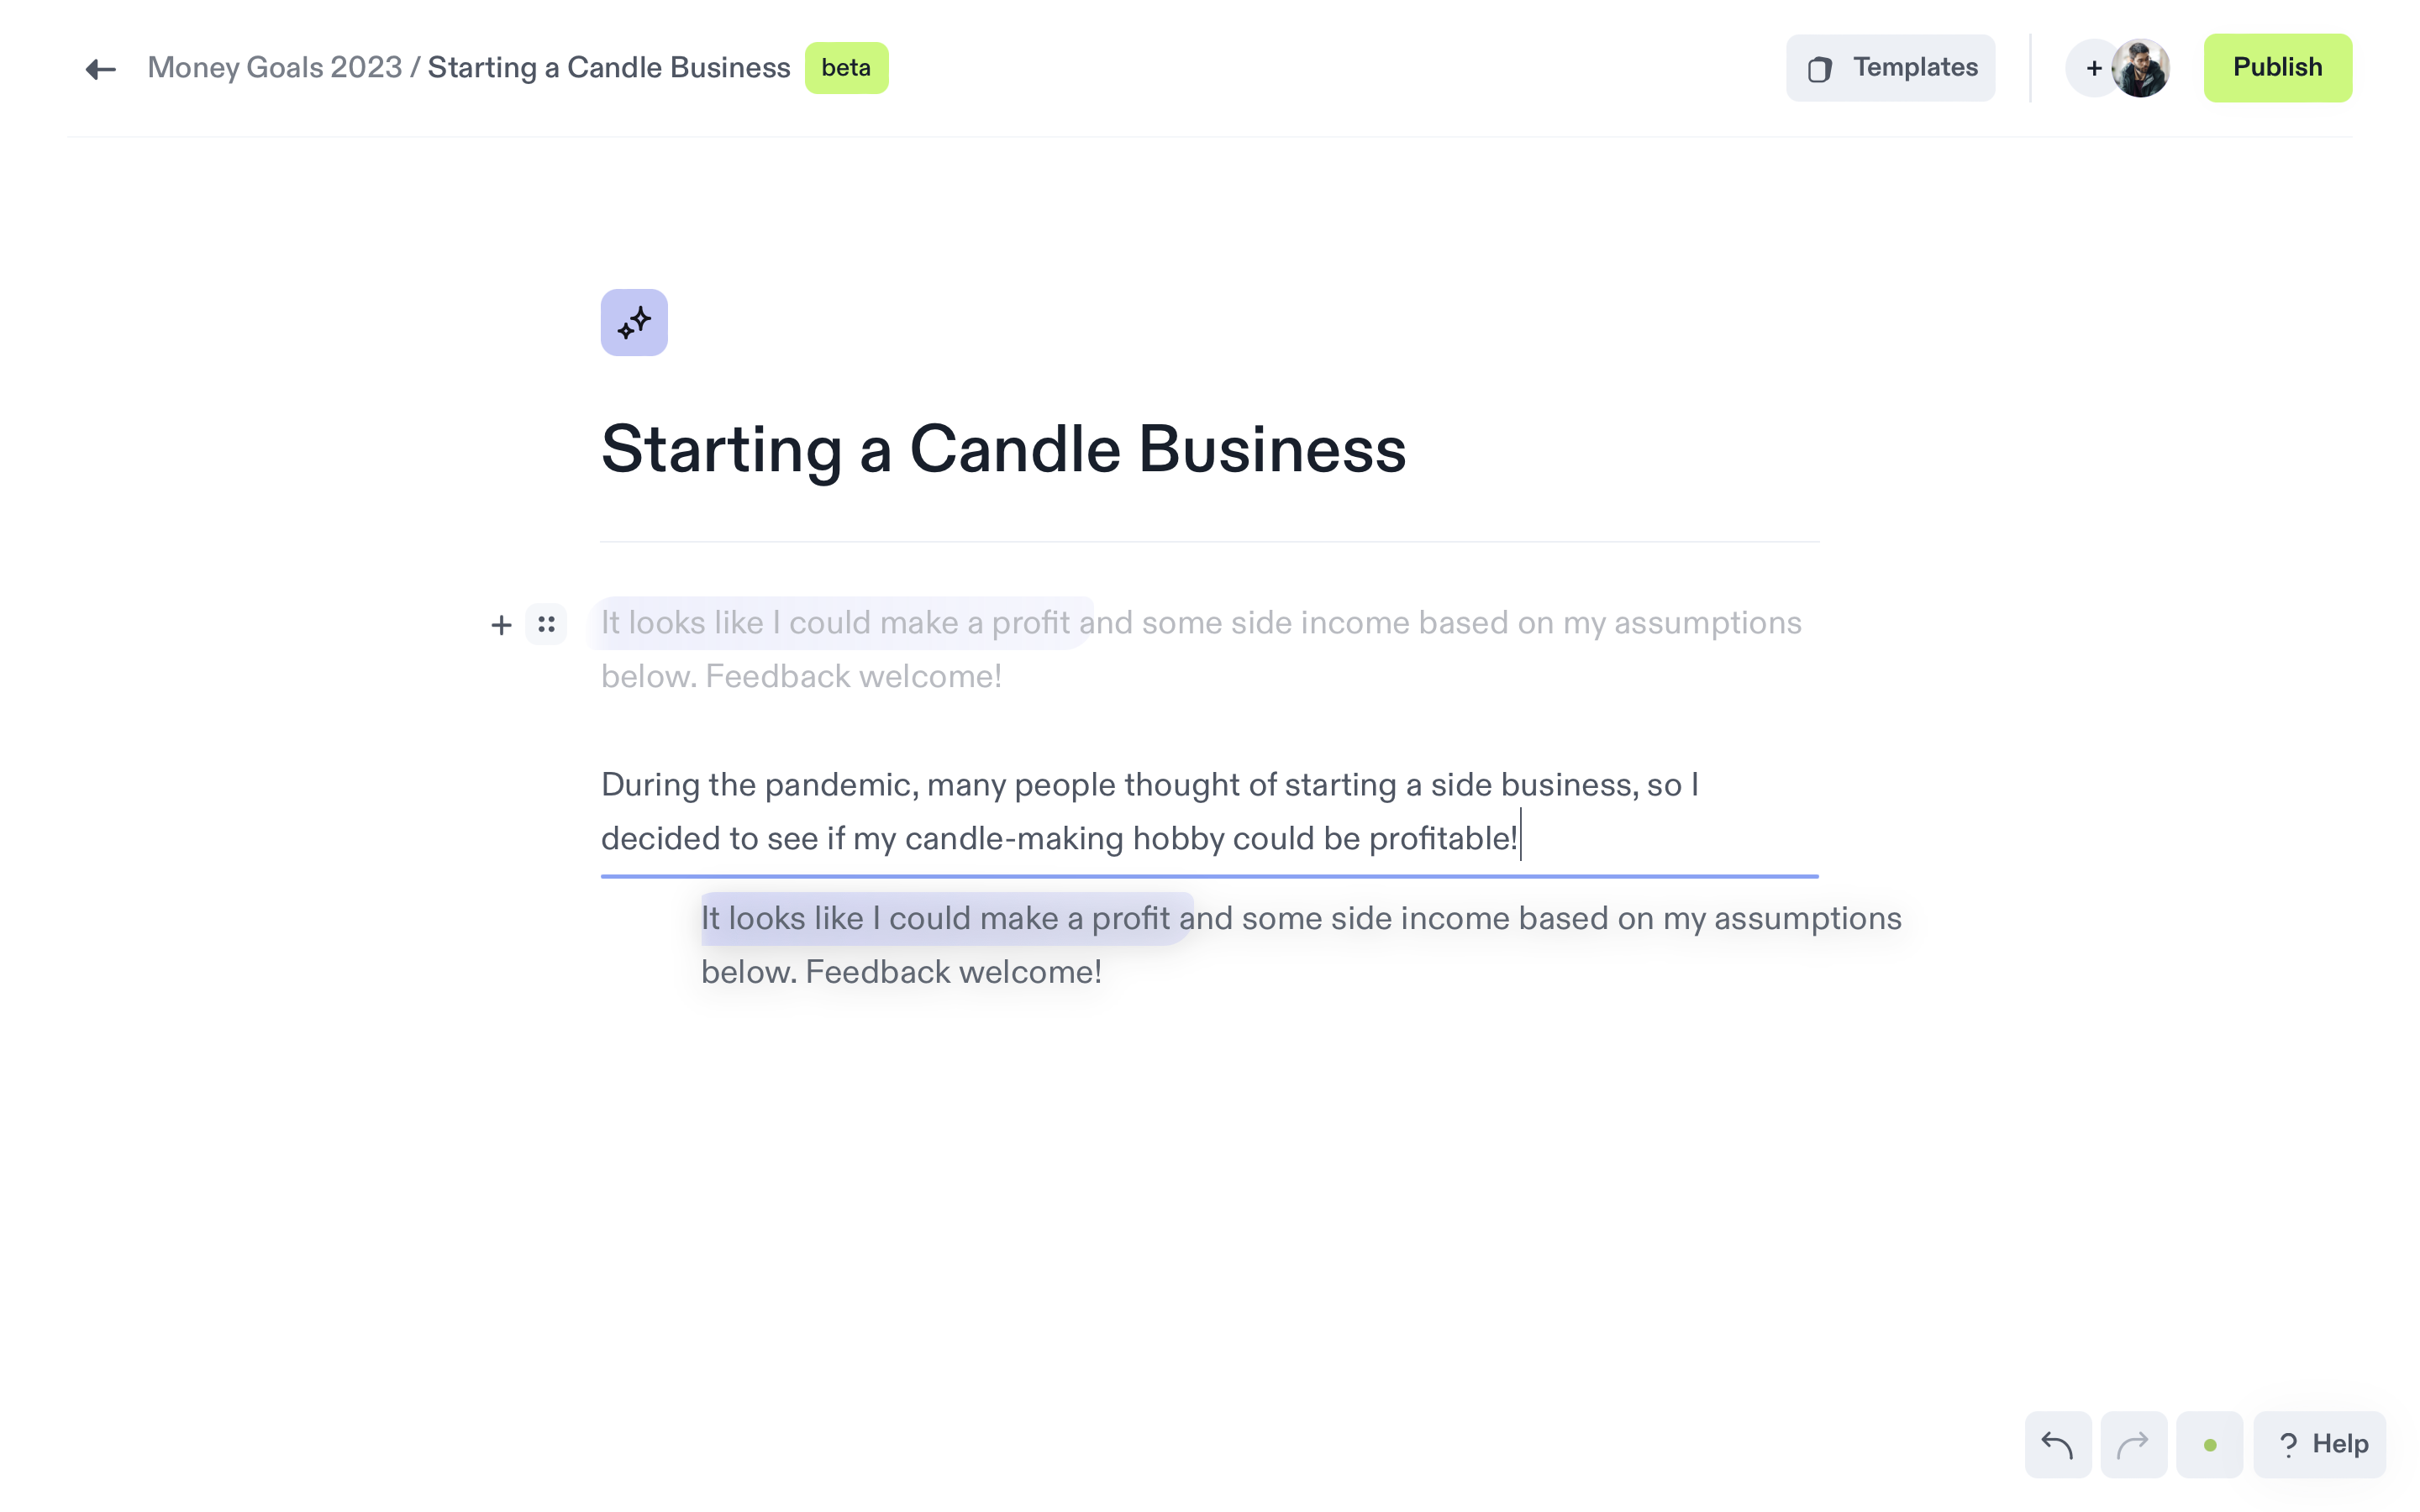 Money Goals 2023 / Starting a Candle Business beta
Templates
Publish
Starting a Candle Business
It looks like I could make a profit and some side income based on my assumptions
below. Feedback welcome!
During the pandemic, many people thought of starting a side business, so I
decided to see if my candle-making hobby could be profitable!
It looks like I could make a profit and some side income based on my assumptions
below. Feedback welcome!
? Help